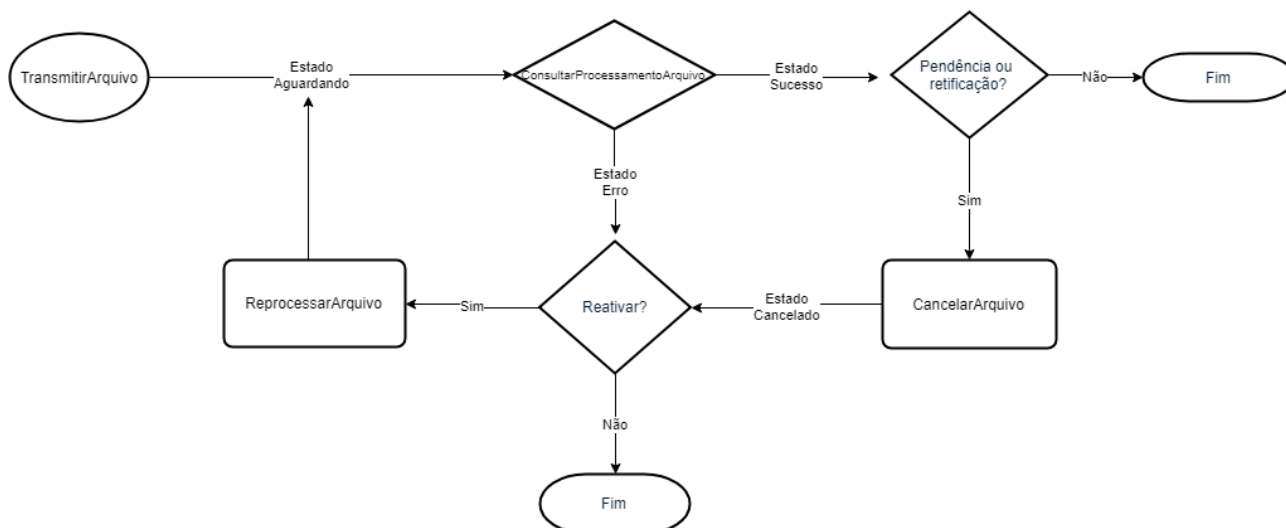 TransmitirArquivo
Estado
Aguardando
ConsultarProcessamentoArquivo
Estado
Sucesso
Pendência ou
retificação?
Não
Fim
Estado
Erro
Sim
ReprocessarArquivo
Sim
Reativar?
Estado
Cancelado
CancelarArquivo
Não
Fim